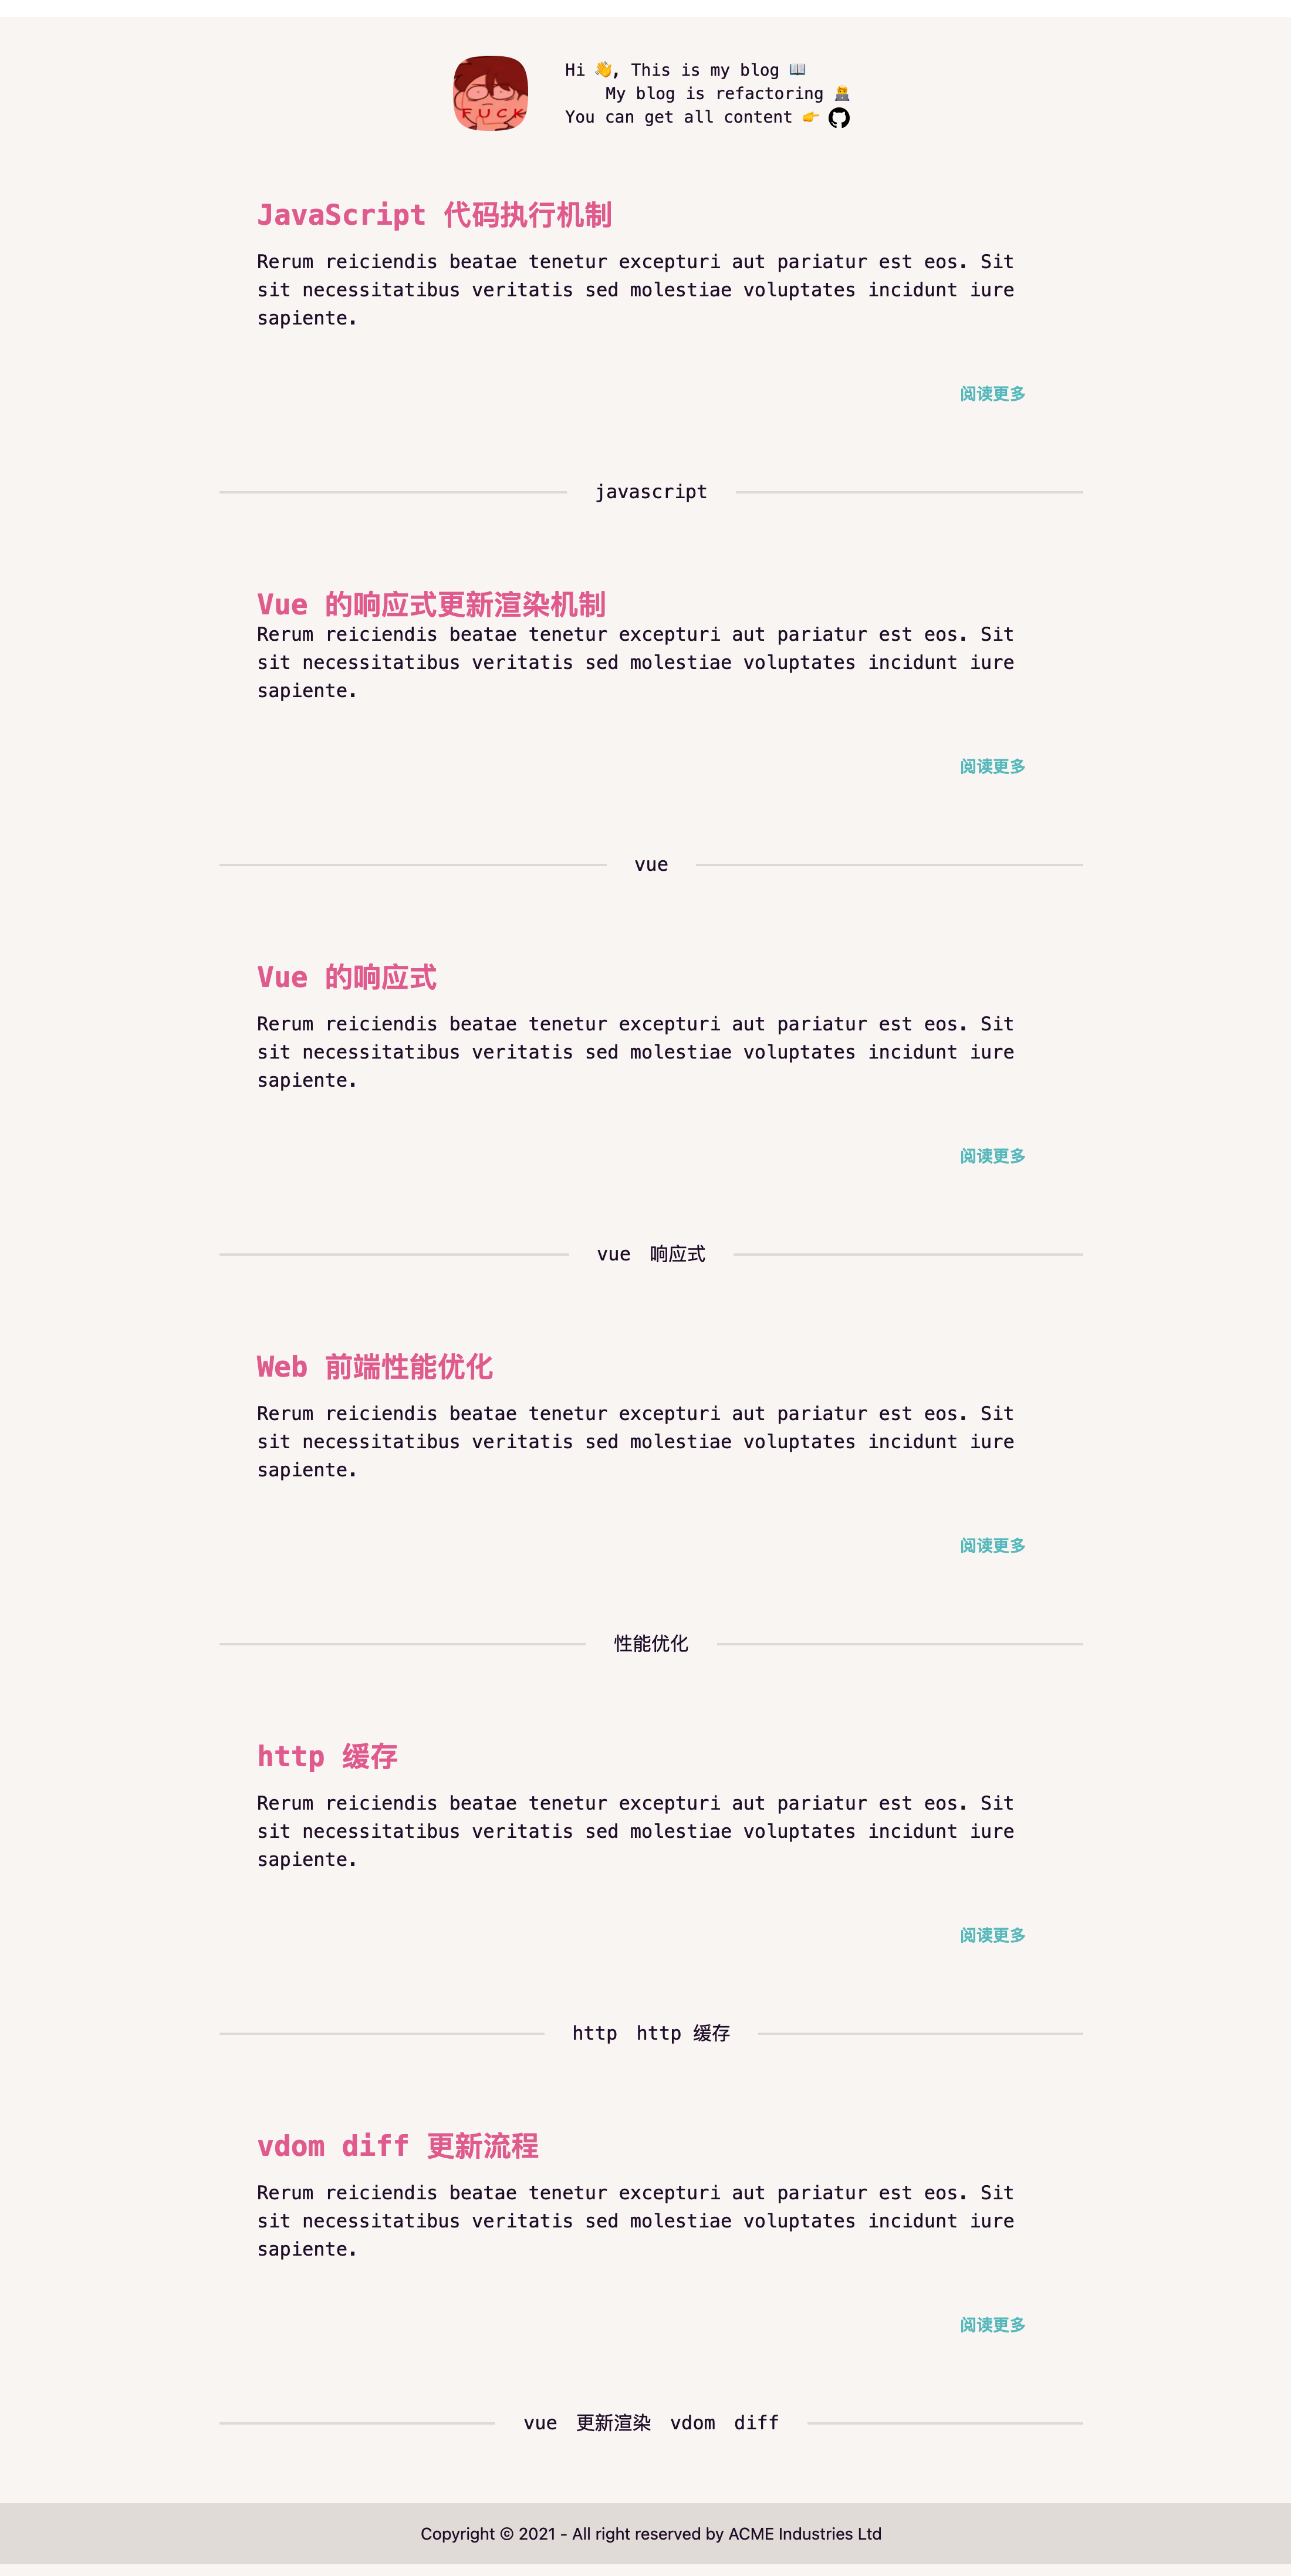 FUCK
Hi 👋, This is my blog 📖
My blog is refactoring 👨‍💻
You can get all content 👉
JavaScript 代码执行机制
Rerum reiciendis beatae tenetur excepturi aut pariatur est eos. Sit
sit necessitatibus veritatis sed molestiae voluptates incidunt iure
sapiente.
阅读更多
javascript
Vue 的响应式更新渲染机制
Rerum reiciendis beatae tenetur excepturi aut pariatur est eos. Sit
sit necessitatibus veritatis sed molestiae voluptates incidunt iure
sapiente.
阅读更多
vue
Vue 的响应式
Rerum reiciendis beatae tenetur excepturi aut pariatur est eos. Sit
sit necessitatibus veritatis sed molestiae voluptates incidunt iure
sapiente.
阅读更多
vue 响应式
Web 前端性能优化
Rerum reiciendis beatae tenetur excepturi aut pariatur est eos. Sit
sit necessitatibus veritatis sed molestiae voluptates incidunt iure
sapiente.
阅读更多
性能优化
http 缓存
Rerum reiciendis beatae tenetur excepturi aut pariatur est eos. Sit
sit necessitatibus veritatis sed molestiae voluptates incidunt iure
sapiente.
阅读更多
http http 缓存
vdom diff 更新流程
Rerum reiciendis beatae tenetur excepturi aut pariatur est eos. Sit
sit necessitatibus veritatis sed molestiae voluptates incidunt iure
sapiente.
阅读更多
vue 更新渲染 vdom diff
Copyright © 2021 - All right reserved by ACME Industries Ltd